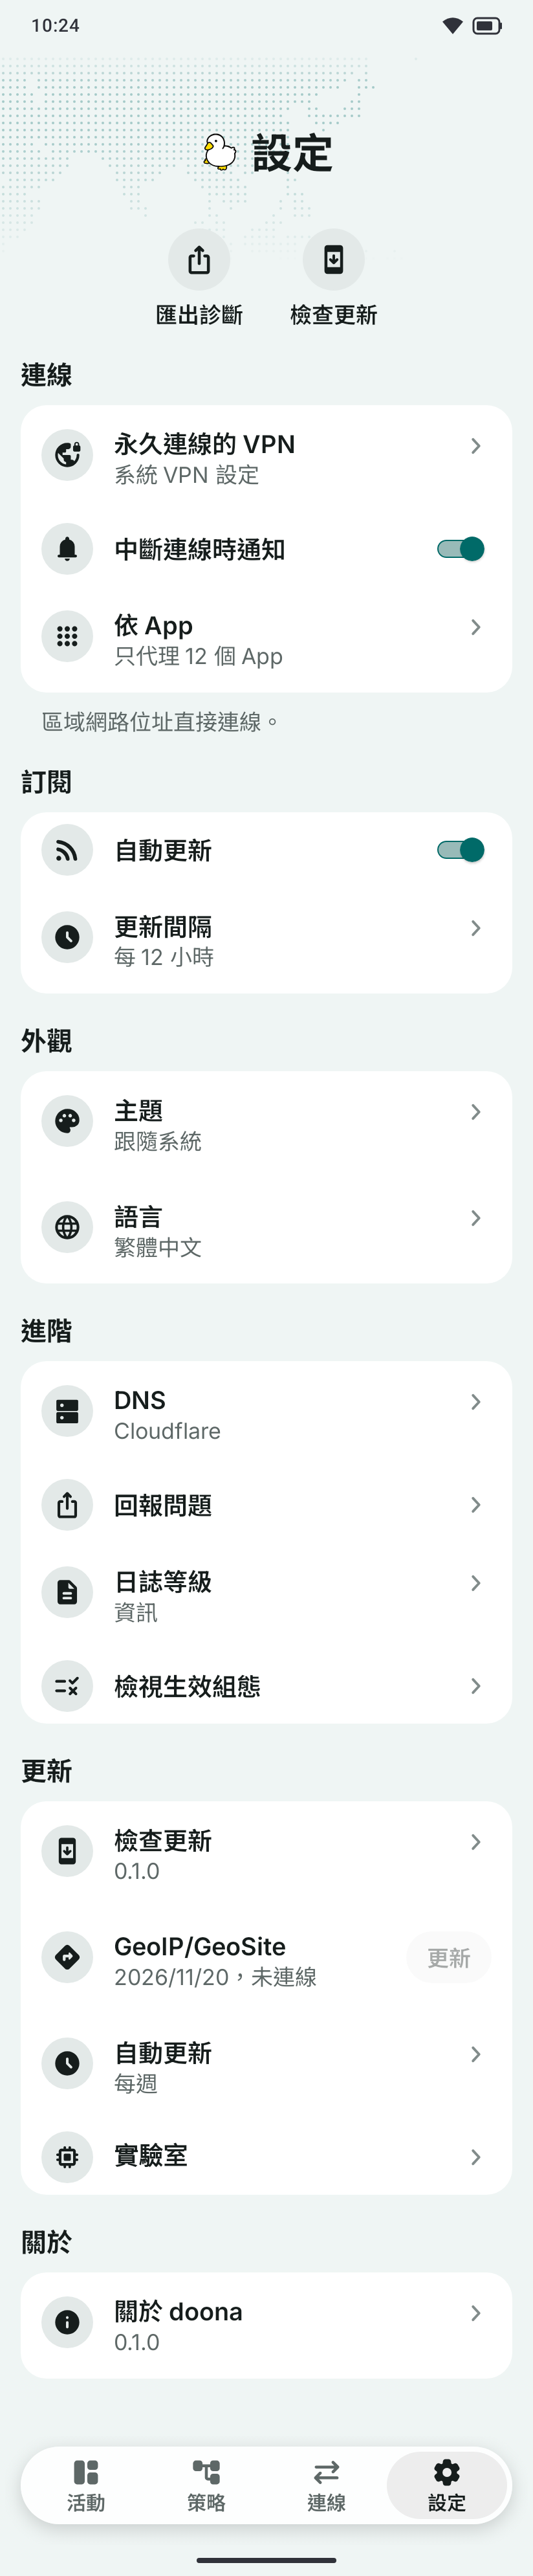 10:24
設定
匯出診斷
檢查更新
連線
永久連線的 VPN
系統 VPN 設定
中斷連線時通知
依 App
只代理 12 個 App
區域網路位址直接連線。
訂閱
自動更新
更新間隔
每 12 小時
外觀
主題
跟隨系統
語言
繁體中文
進階
DNS
Cloudflare
回報問題
日誌等級
資訊
檢視生效組態
更新
檢查更新
0.1.0
GeoIP/GeoSite
2026/11/20，未連線
更新
自動更新
每週
實驗室
關於
關於 doona
0.1.0
活動
策略
連線
設定